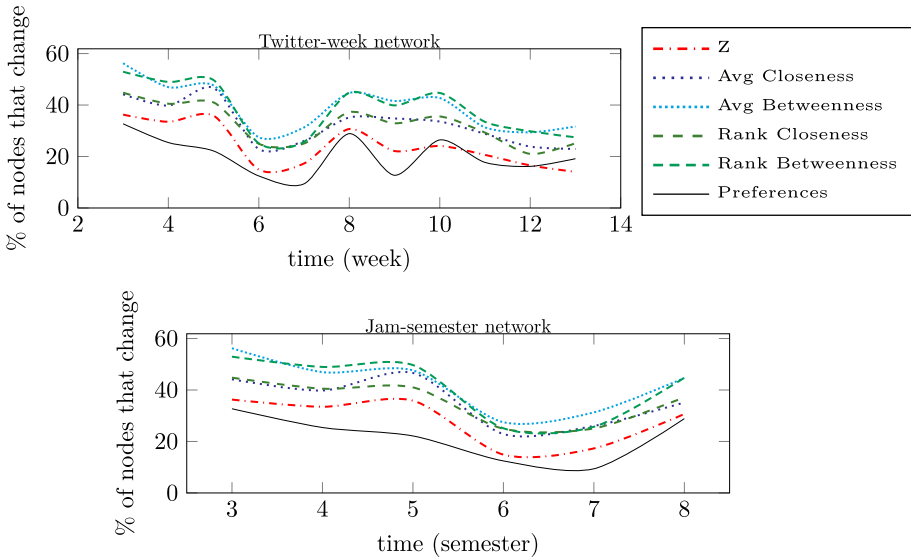 Twitter-week network
% of nodes that change
60
40
20
0
2
4
6
8
10
12
14
time (week)
Z
Avg Closeness
Avg Betweenness
Rank Closeness
Rank Betweenness
Preferences
Jam-semester network
% of nodes that change
60
40
20
0
3
4
5
6
7
8
time (semester)